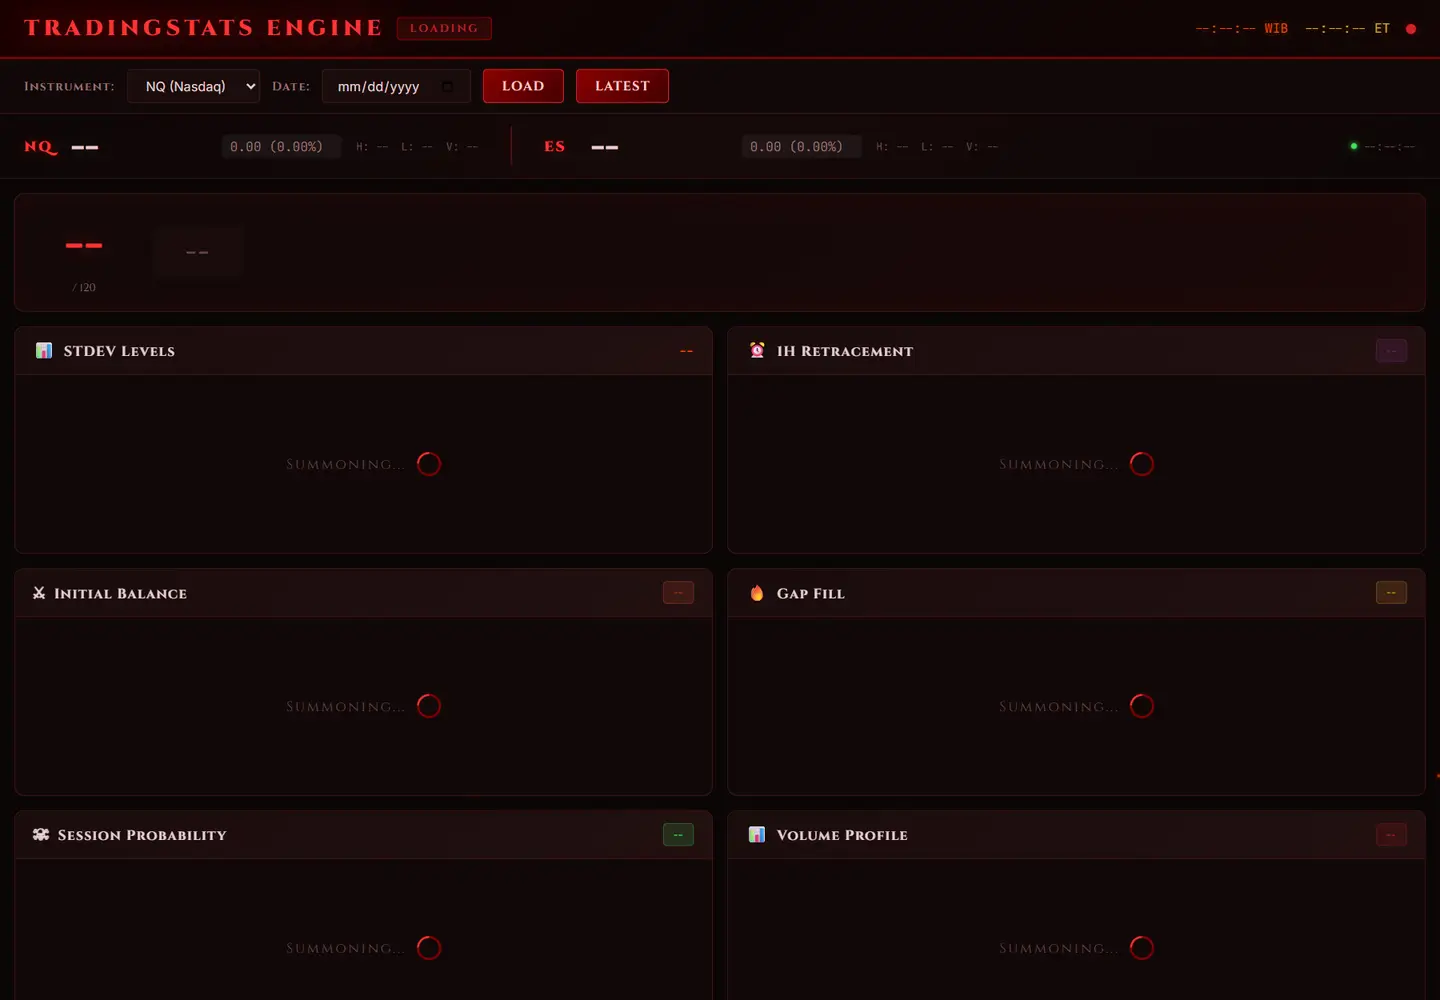 TRADINGSTATS ENGINE LOADING --:--:-- WIB --:--:-- ET
INSTRUMENT: NQ (Nasdaq) DATE: mm/dd/yyyy LOAD LATEST
NQ -- 0.00 (0.00%) H: -- L: -- V: -- ES -- 0.00 (0.00%) H: -- L: -- V: -- --:--:--
-- --
/ 120
STDEV Levels -- 1H Retracement --
Summoning... Summoning...
Initial Balance -- Gap Fill --
Summoning... Summoning...
Session Probability -- Volume Profile --
Summoning... Summoning...